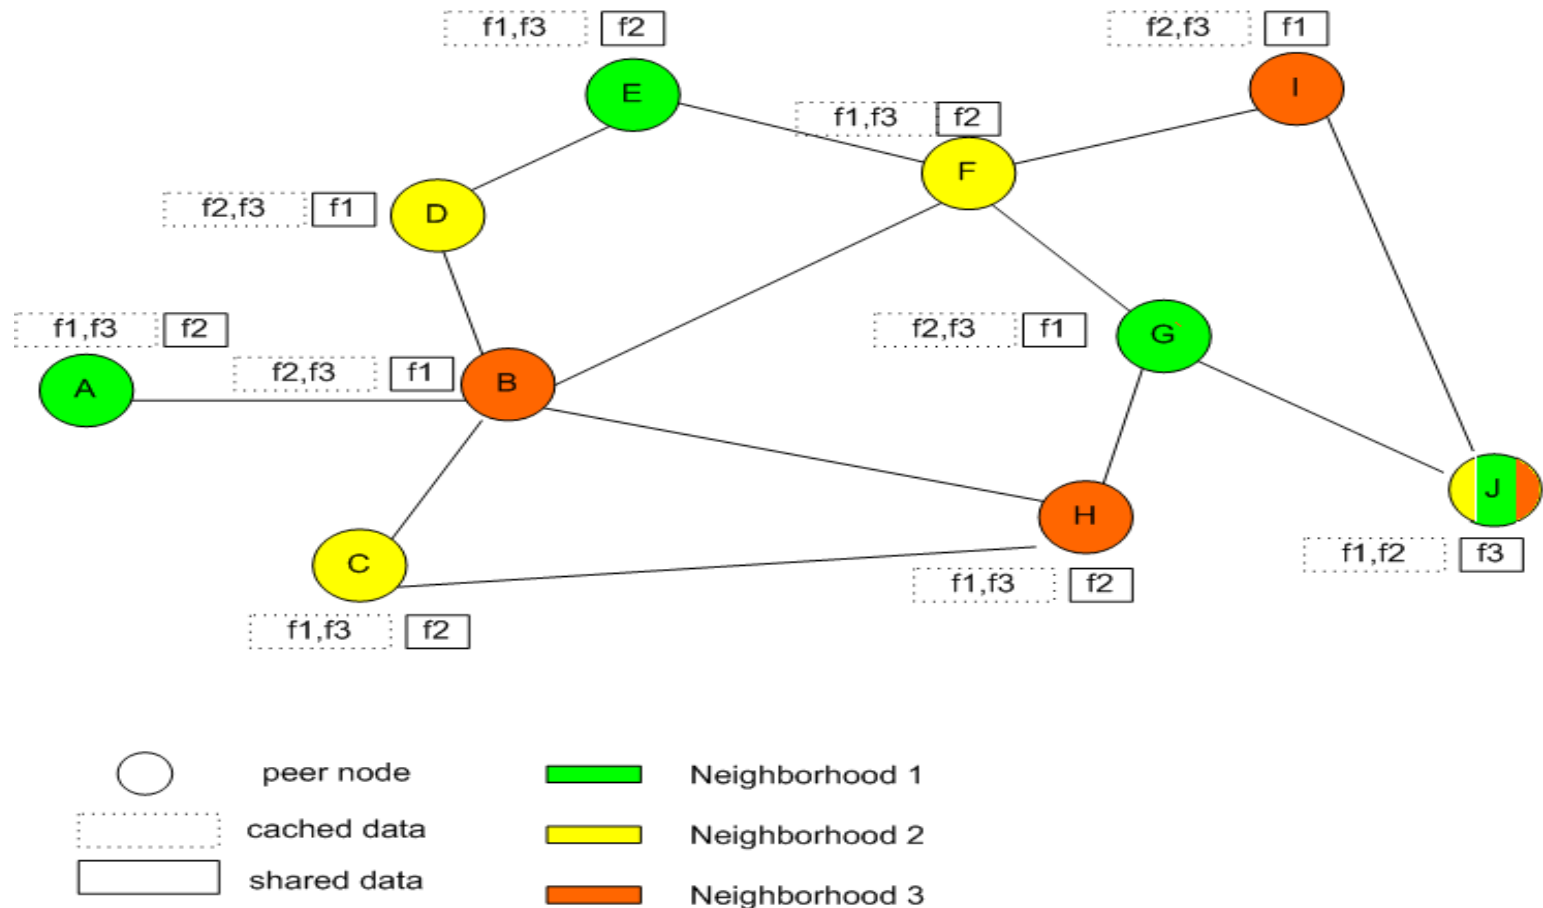 f1,f3 f2
f2,f3 f1
E
I
f1,f3 f2
F
f2,f3 f1
D
f1,f3 f2
f2,f3 f1
G
A
f2,f3 f1
B
J
H
f1,f2 f3
C
f1,f3 f2
f1,f3 f2
peer node
Neighborhood 1
cached data
Neighborhood 2
shared data
Neighborhood 3